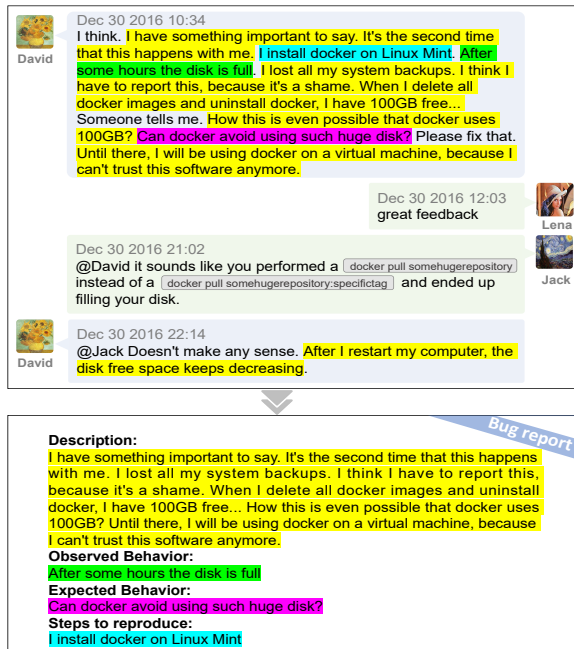 Dec 30 2016 10:34
I think. I have something important to say. It's the second time
that this happens with me. I install docker on Linux Mint. After
some hours the disk is full. I lost all my system backups. I think I
have to report this, because it's a shame. When I delete all
docker images and uninstall docker, I have 100GB free...
Someone tells me. How this is even possible that docker uses
100GB? Can docker avoid using such huge disk? Please fix that.
Until there, I will be using docker on a virtual machine, because I
can't trust this software anymore.
David
Dec 30 2016 12:03
great feedback
Lena
Dec 30 2016 21:02
@David it sounds like you performed a docker pull somehugerepository
instead of a docker pull somehugerepository:specifictag and ended up
filling your disk.
Jack
Dec 30 2016 22:14
@Jack Doesn't make any sense. After I restart my computer, the
disk free space keeps decreasing.
David
Bug report
Description:
I have something important to say. It's the second time that this happens
with me. I lost all my system backups. I think I have to report this,
because it's a shame. When I delete all docker images and uninstall
docker, I have 100GB free... How this is even possible that docker uses
100GB? Until there, I will be using docker on a virtual machine, because
I can't trust this software anymore.
Observed Behavior:
After some hours the disk is full
Expected Behavior:
Can docker avoid using such huge disk?
Steps to reproduce:
I install docker on Linux Mint